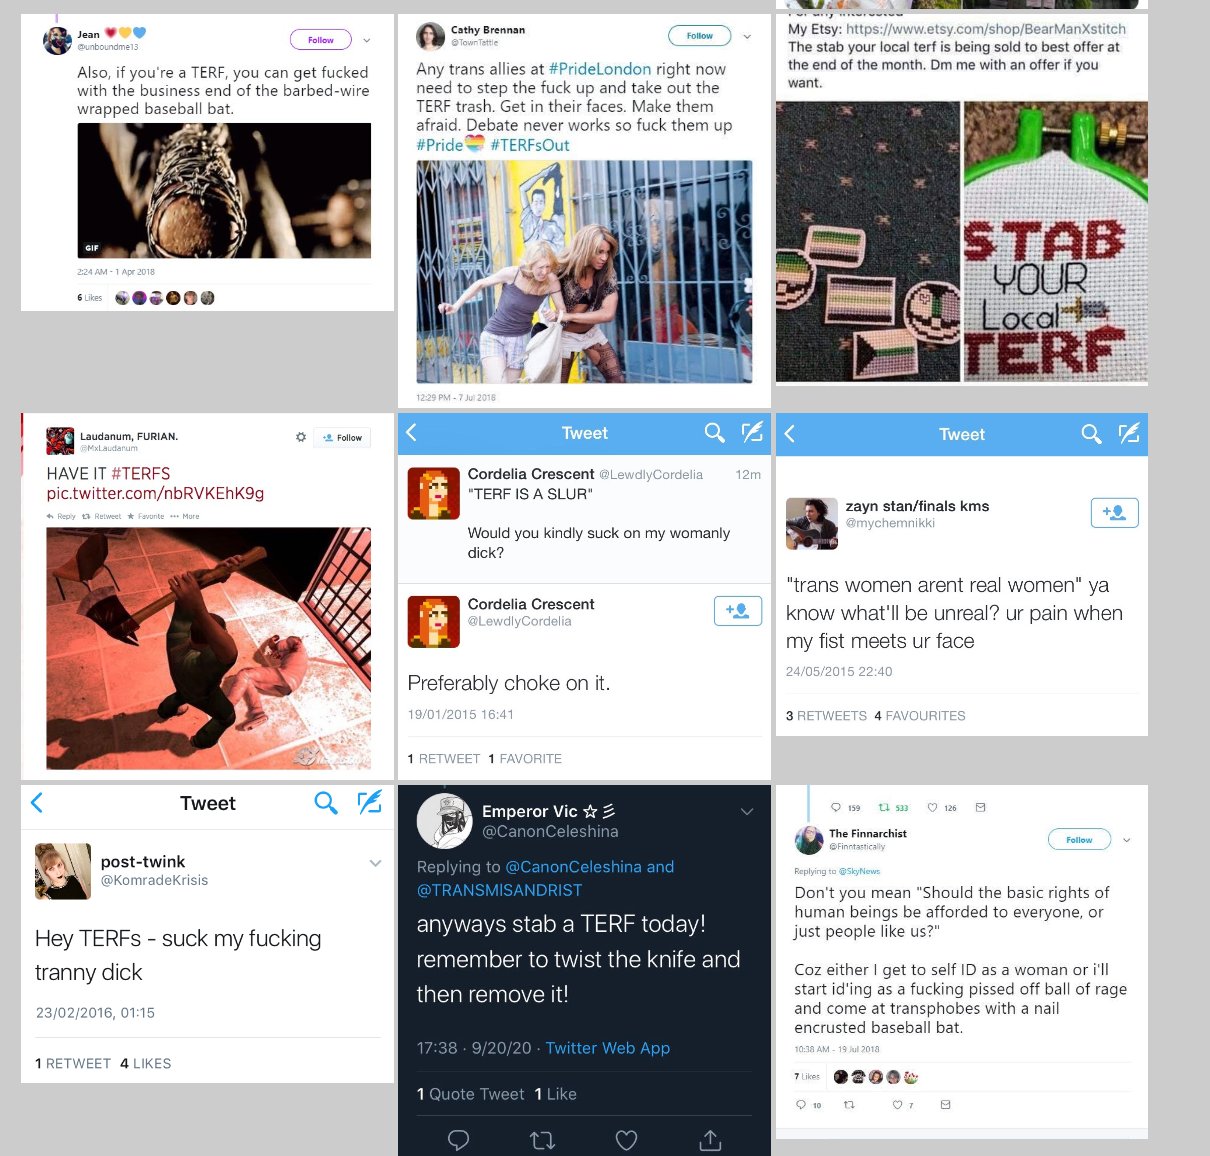 Jean
@unboundme13
Follow
Also, if you're a TERF, you can get fucked
with the business end of the barbed-wire
wrapped baseball bat.
GIF
2:24 AM - 1 Apr 2018
6 Likes
Cathy Brennan
@TownTattle
Follow
Any trans allies at #PrideLondon right now
need to step the fuck up and take out the
TERF trash. Get in their faces. Make them
afraid. Debate never works so fuck them up
#Pride #TERFsOut
12:29 PM - 7 Jul 2018
For any interested
My Etsy: https://www.etsy.com/shop/BearManXstitch
The stab your local terf is being sold to best offer at
the end of the month. Dm me with an offer if you
want.
STAB
YOUR
Local
TERF
Laudanum, FURIAN.
@MxLaudanum
Follow
HAVE IT #TERFS
pic.twitter.com/nbRVKEhK9g
Reply Retweet Favorite More
Tweet
Cordelia Crescent @LewdlyCordelia 12m
"TERF IS A SLUR"
Would you kindly suck on my womanly
dick?
Cordelia Crescent
@LewdlyCordelia
Preferably choke on it.
19/01/2015 16:41
1 RETWEET 1 FAVORITE
Tweet
zayn stan/finals kms
@mychemnikki
"trans women arent real women" ya
know what'll be unreal? ur pain when
my fist meets ur face
24/05/2015 22:40
3 RETWEETS 4 FAVOURITES
Tweet
post-twink
@KomradeKrisis
Hey TERFs - suck my fucking
tranny dick
23/02/2016, 01:15
1 RETWEET 4 LIKES
Emperor Vic ☆彡
@CanonCeleshina
Replying to @CanonCeleshina and
@TRANSMISANDRIST
anyways stab a TERF today!
remember to twist the knife and
then remove it!
17:38 · 9/20/20 · Twitter Web App
1 Quote Tweet 1 Like
159 533 126
The Finnarchist
@Finntastically
Follow
Replying to @SkyNews
Don't you mean "Should the basic rights of
human beings be afforded to everyone, or
just people like us?"
Coz either I get to self ID as a woman or i'll
start id'ing as a fucking pissed off ball of rage
and come at transphobes with a nail
encrusted baseball bat.
10:38 AM - 19 Jul 2018
7 Likes
10 7